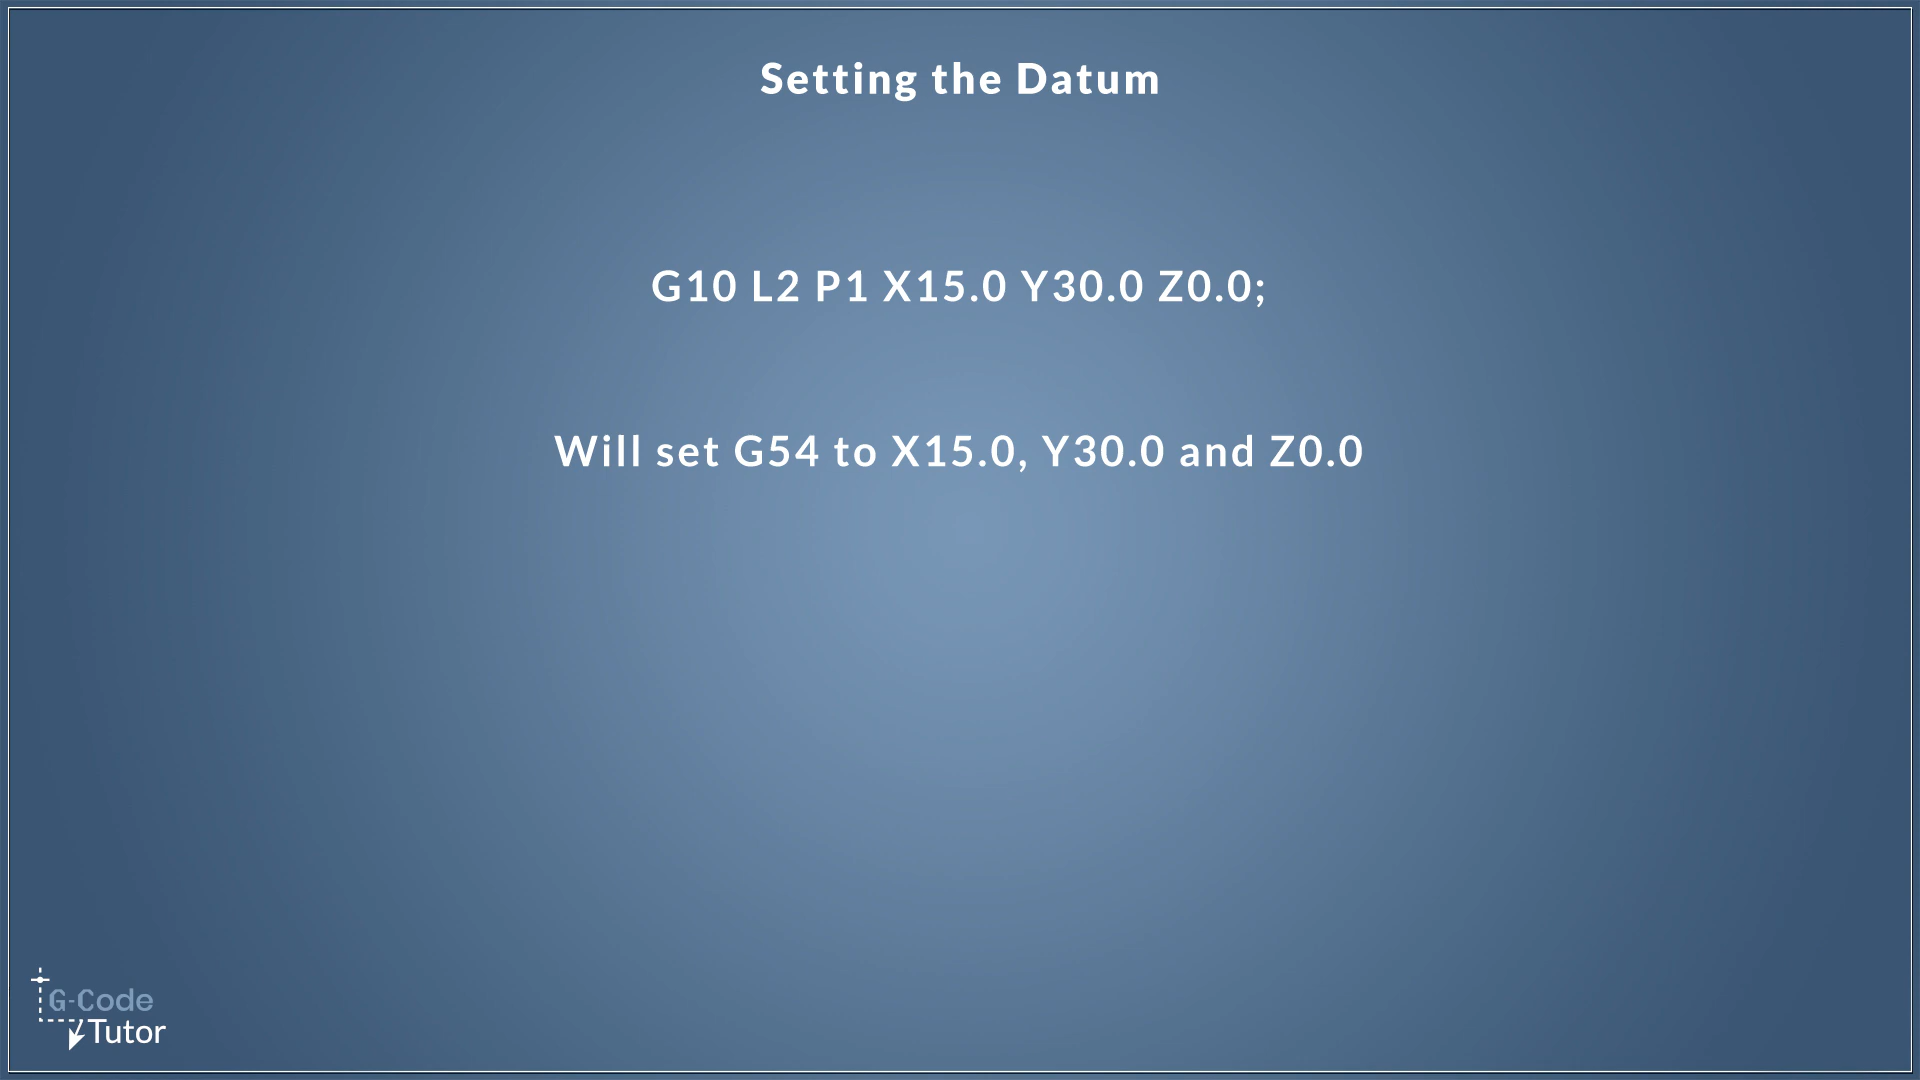 Setting the Datum
G10 L2 P1 X15.0 Y30.0 Z0.0;
Will set G54 to X15.0, Y30.0 and Z0.0
G-Code
Tutor